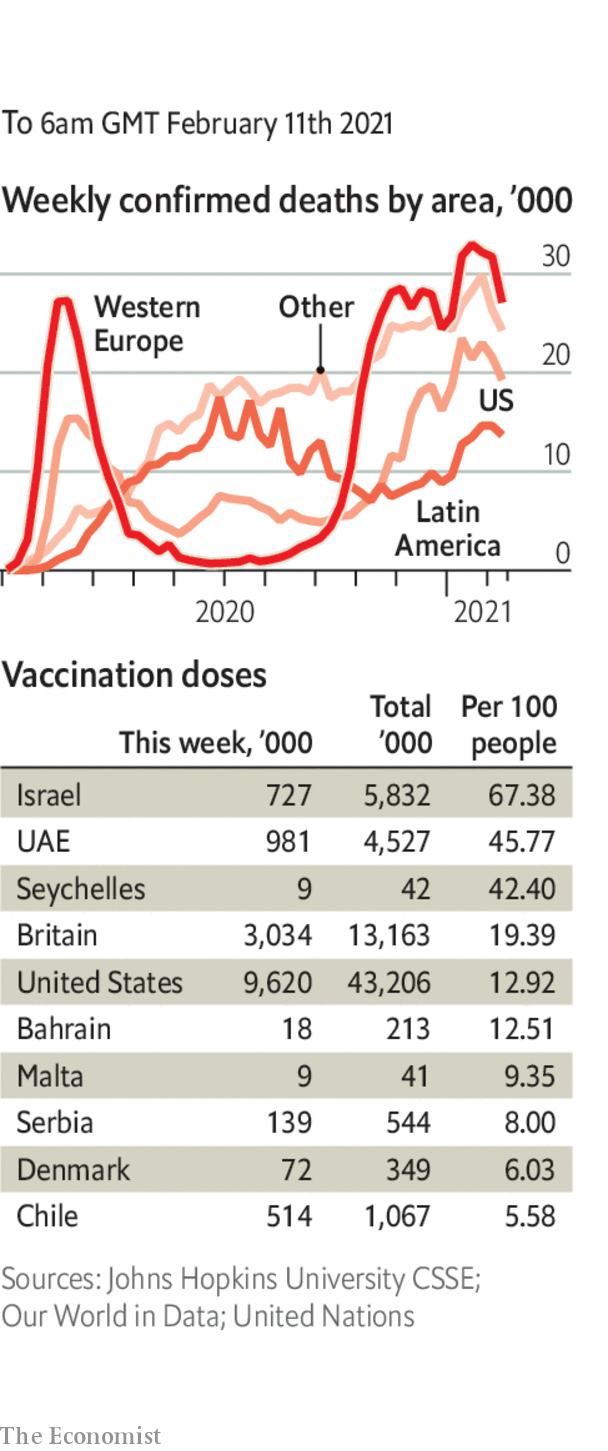 To 6am GMT February 11th 2021
Weekly confirmed deaths by area, ’000
30
Western
Europe
Other
20
US
10
Latin
America
0
2020
2021
Vaccination doses
This week, ’000
Total
’000
Per 100
people
Israel 727 5,832 67.38
UAE 981 4,527 45.77
Seychelles 9 42 42.40
Britain 3,034 13,163 19.39
United States 9,620 43,206 12.92
Bahrain 18 213 12.51
Malta 9 41 9.35
Serbia 139 544 8.00
Denmark 72 349 6.03
Chile 514 1,067 5.58
Sources: Johns Hopkins University CSSE;
Our World in Data; United Nations
The Economist